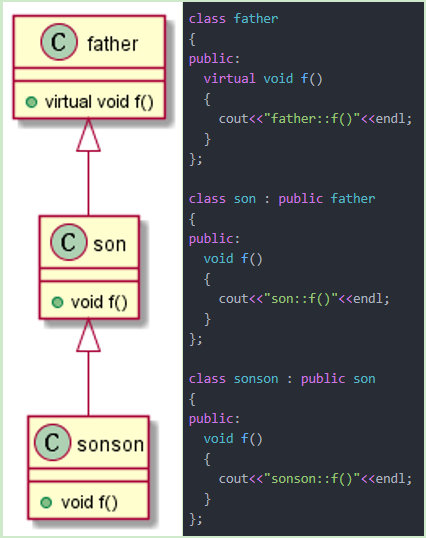 C father
virtual void f()
C son
void f()
C sonson
void f()
class father
{
public:
  virtual void f()
  {
    cout<<"father::f()"<<endl;
  }
};
class son : public father
{
public:
  void f()
  {
    cout<<"son::f()"<<endl;
  }
};
class sonson : public son
{
public:
  void f()
  {
    cout<<"sonson::f()"<<endl;
  }
};